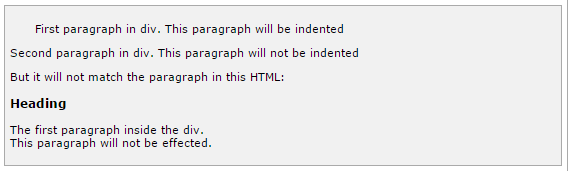 First paragraph in div. This paragraph will be indented
Second paragraph in div. This paragraph will not be indented
But it will not match the paragraph in this HTML:
Heading
The first paragraph inside the div.
This paragraph will not be effected.